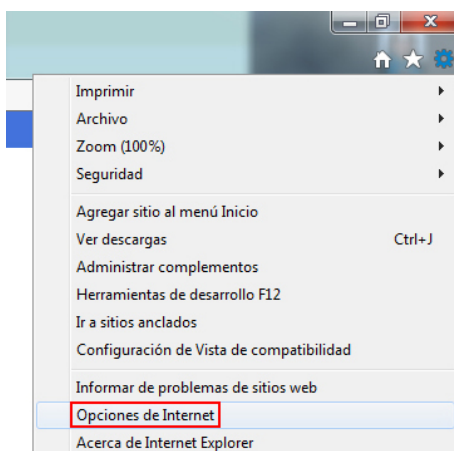 Imprimir
Archivo
Zoom (100%)
Seguridad
Agregar sitio al menú Inicio
Ver descargas Ctrl+J
Administrar complementos
Herramientas de desarrollo F12
Ir a sitios anclados
Configuración de Vista de compatibilidad
Informar de problemas de sitios web
Opciones de Internet
Acerca de Internet Explorer